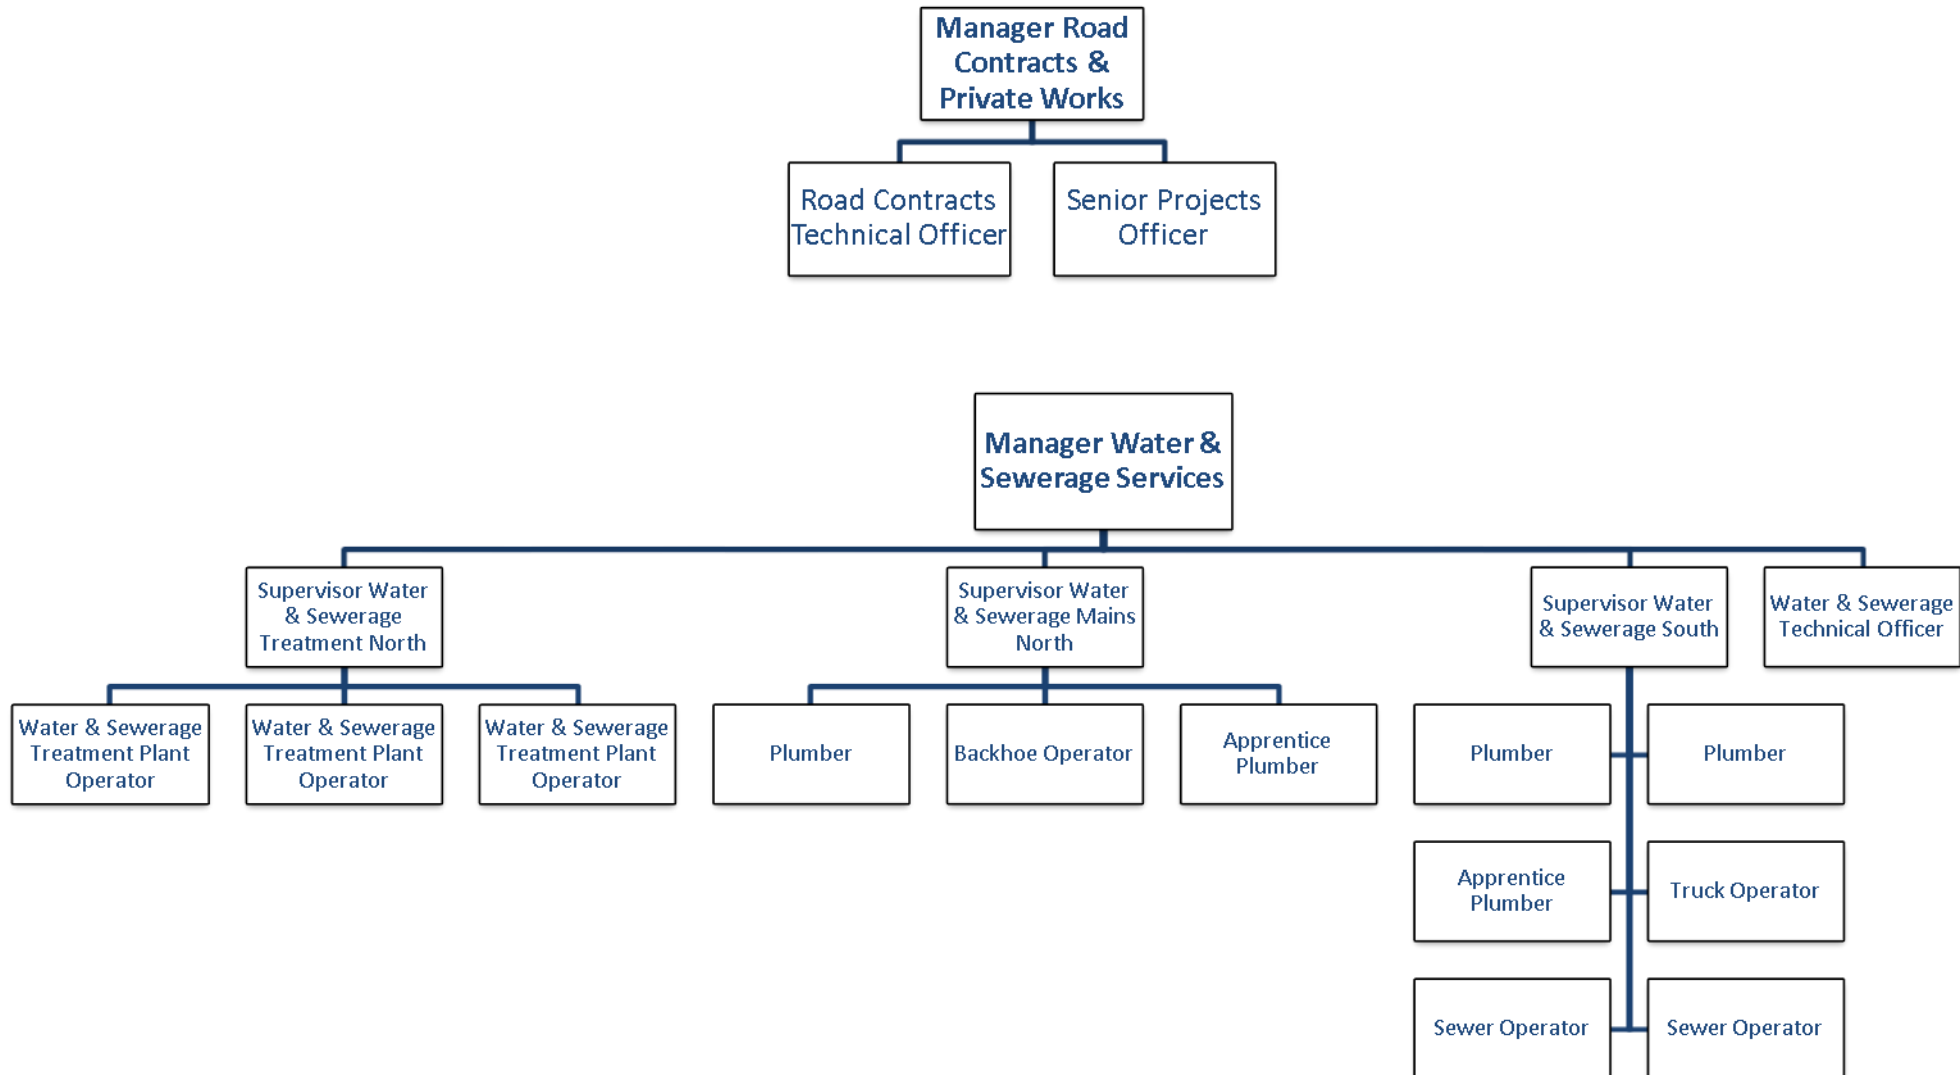 Manager Road
Contracts &
Private Works
Road Contracts
Technical Officer
Senior Projects
Officer
Manager Water &
Sewerage Services
Supervisor Water
& Sewerage
Treatment North
Supervisor Water
& Sewerage Mains
North
Supervisor Water
& Sewerage South
Water & Sewerage
Technical Officer
Water & Sewerage
Treatment Plant
Operator
Water & Sewerage
Treatment Plant
Operator
Water & Sewerage
Treatment Plant
Operator
Plumber
Backhoe Operator
Apprentice
Plumber
Plumber
Plumber
Apprentice
Plumber
Truck Operator
Sewer Operator
Sewer Operator